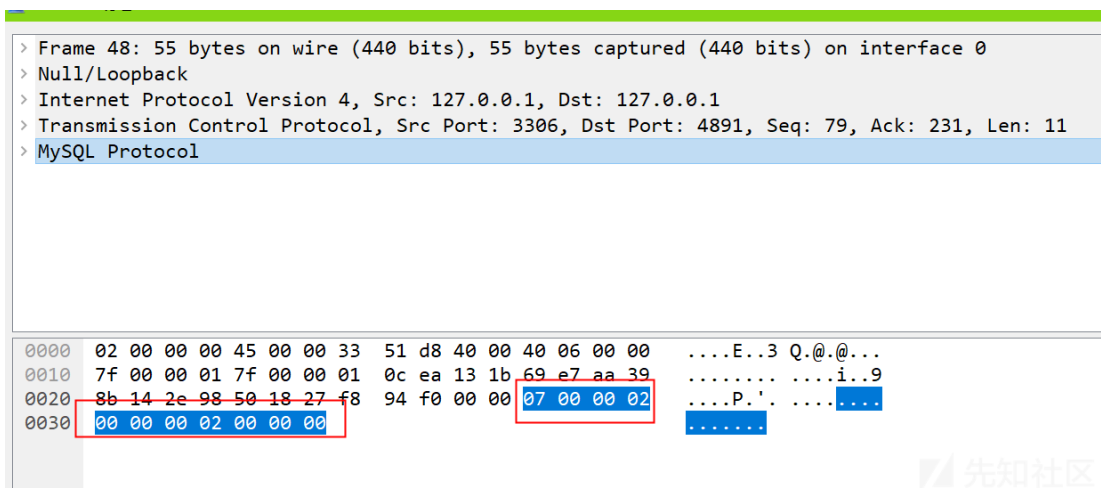 > Frame 48: 55 bytes on wire (440 bits), 55 bytes captured (440 bits) on interface 0
> Null/Loopback
> Internet Protocol Version 4, Src: 127.0.0.1, Dst: 127.0.0.1
> Transmission Control Protocol, Src Port: 3306, Dst Port: 4891, Seq: 79, Ack: 231, Len: 11
> MySQL Protocol
0000 02 00 00 00 45 00 00 33 51 d8 40 00 40 06 00 00 ....E..3 Q.@.@...
0010 7f 00 00 01 7f 00 00 01 0c ea 13 1b 69 e7 aa 39 ........ ....i..9
0020 8b 14 2e 98 50 18 27 f8 94 f0 00 00 07 00 00 02 ....P.'. ........
0030 00 00 00 02 00 00 00 .......
先知社区